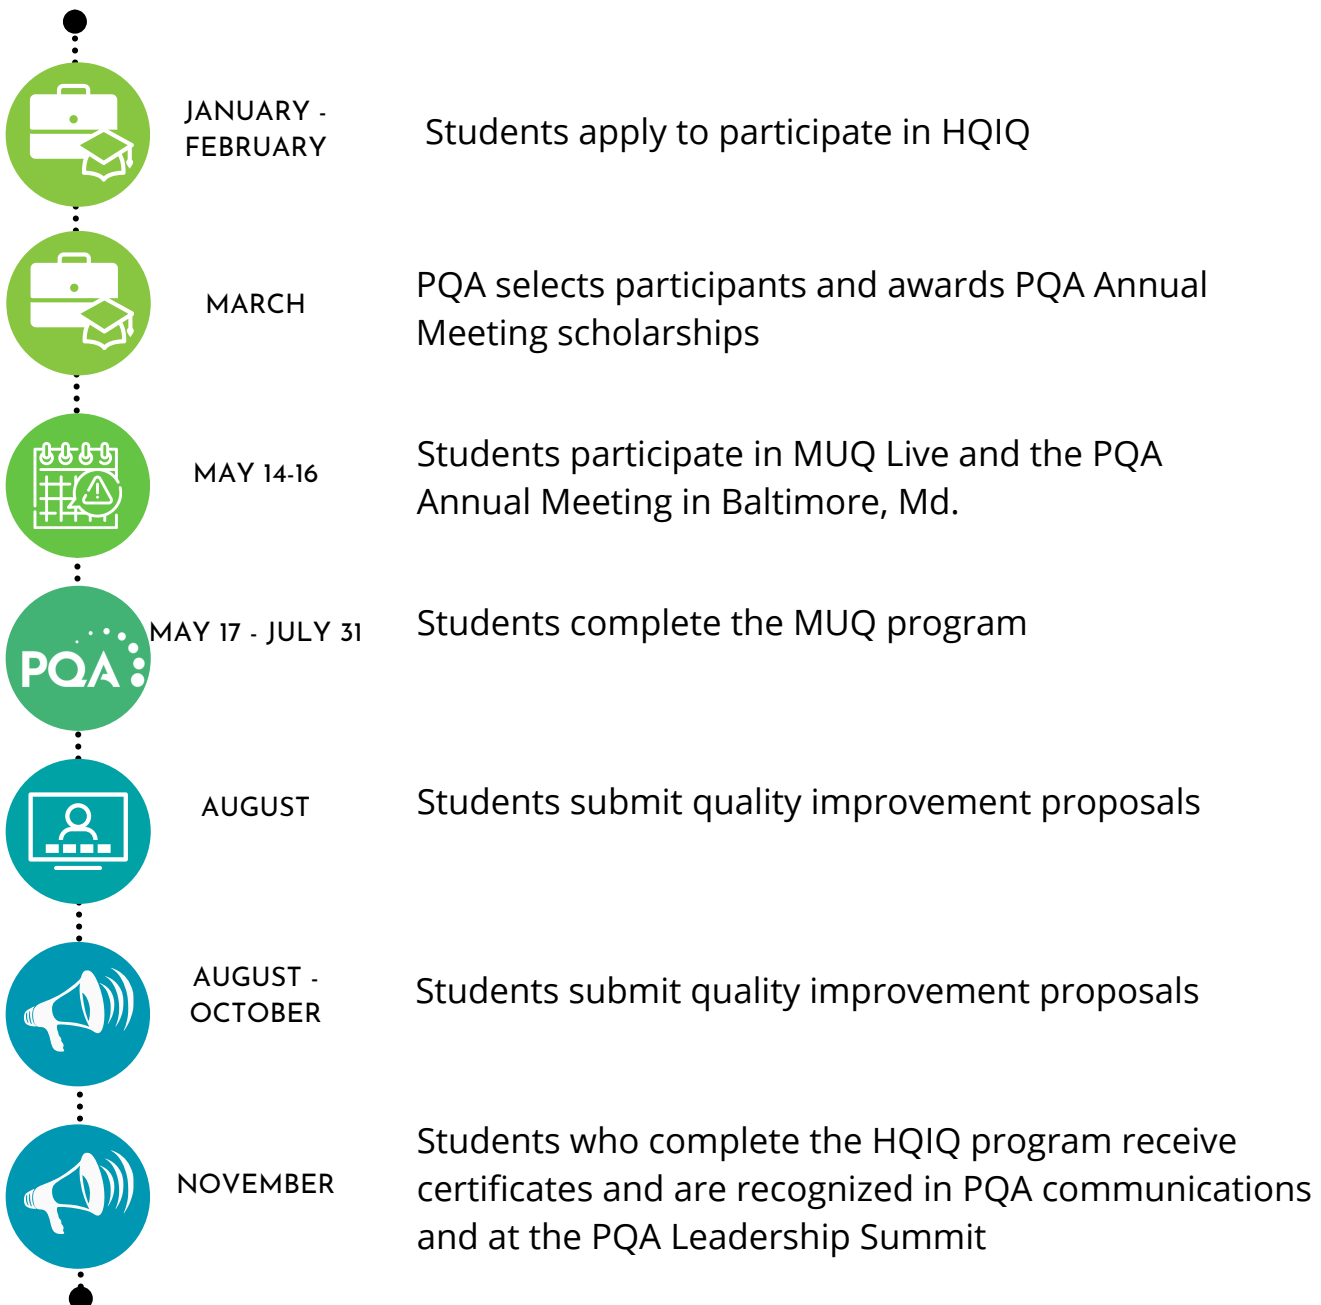 JANUARY -
FEBRUARY
Students apply to participate in HQIQ
MARCH
PQA selects participants and awards PQA Annual
Meeting scholarships
MAY 14-16
Students participate in MUQ Live and the PQA
Annual Meeting in Baltimore, Md.
PQA
MAY 17 - JULY 31
Students complete the MUQ program
AUGUST
Students submit quality improvement proposals
AUGUST -
OCTOBER
Students submit quality improvement proposals
NOVEMBER
Students who complete the HQIQ program receive
certificates and are recognized in PQA communications
and at the PQA Leadership Summit